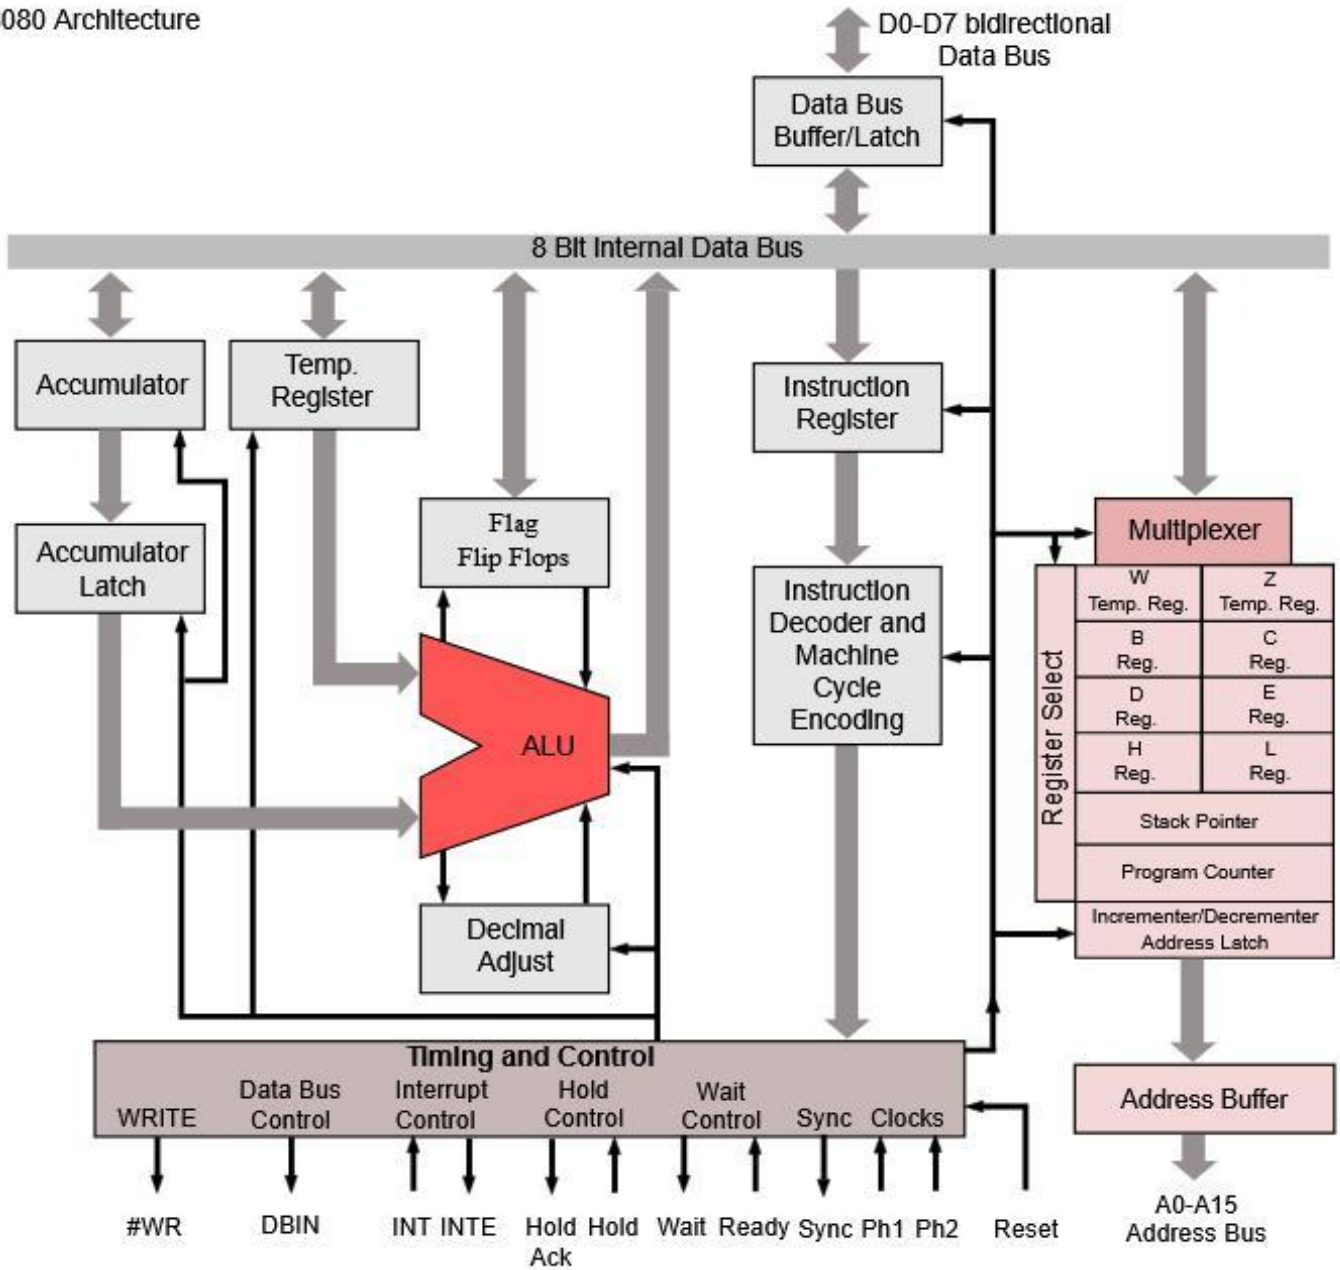 080 Architecture
D0-D7 bidirectional
Data Bus
Data Bus
Buffer/Latch
8 Bit Internal Data Bus
Accumulator
Temp.
Register
Instruction
Register
Flag
Flip Flops
Multiplexer
Accumulator
Latch
Instruction
Decoder and
Machine
Cycle
Encoding
Register Select
W
Temp. Reg.
Z
Temp. Reg.
B
Reg.
C
Reg.
D
Reg.
E
Reg.
H
Reg.
L
Reg.
Stack Pointer
Program Counter
Incrementer/Decrementer
Address Latch
ALU
Decimal
Adjust
Timing and Control
WRITE
Data Bus
Control
Interrupt
Control
Hold
Control
Wait
Control
Sync
Clocks
Address Buffer
#WR
DBIN
INT INTE
Hold
Ack
Hold
Wait
Ready
Sync
Ph1
Ph2
Reset
A0-A15
Address Bus